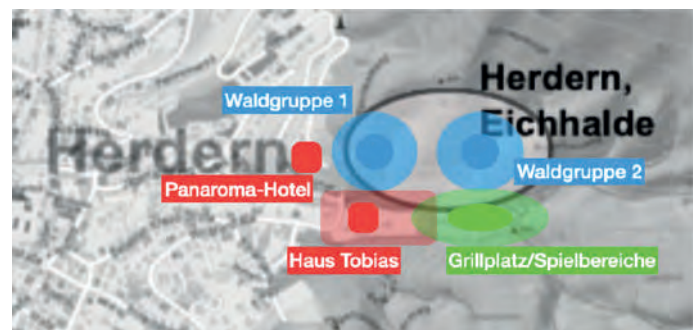 Herdern,
Eichhalde
Waldgruppe 1
Herdern
Waldgruppe 2
Panaroma-Hotel
Haus Tobias
Grillplatz/Spielbereiche